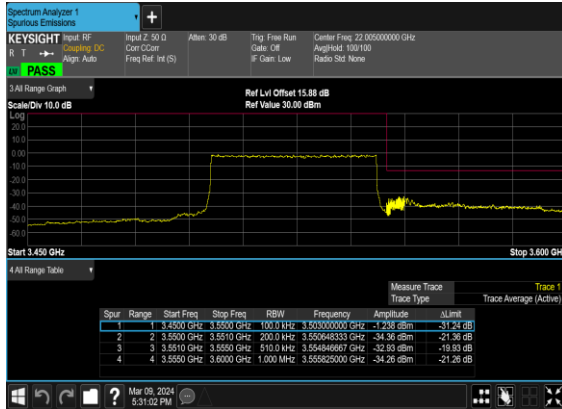 Spectrum Analyzer 1
Spurious Emissions
+
KEYSIGHT Input: RF Input Z: 50 Ω Atten: 30 dB Trig: Free Run Center Freq: 22.005000000 GHz
R T Coupling: DC Corr CCorr Gate: Off Avg|Hold: 100/100
Align: Auto Freq Ref: Int (S) IF Gain: Low Radio Std: None
LXI PASS
3 All Range Graph
Ref Lvl Offset 15.88 dB
Scale/Div 10.0 dB Ref Value 30.00 dBm
Log
20.0
10.0
0.00
-10.0
-20.0
-30.0
-40.0
-50.0
-60.0
Start 3.450 GHz Stop 3.600 GH
4 All Range Table
Measure Trace Trace 1
Trace Type Trace Average (Active)
Spur Range Start Freq Stop Freq RBW Frequency Amplitude ΔLimit
1 1 3.4500 GHz 3.5500 GHz 100.0 kHz 3.503000000 GHz -1.238 dBm -31.24 dB
2 2 3.5500 GHz 3.5510 GHz 200.0 kHz 3.550648333 GHz -34.36 dBm -21.36 dB
3 3 3.5510 GHz 3.5550 GHz 510.0 kHz 3.554846667 GHz -32.93 dBm -19.93 dB
4 4 3.5550 GHz 3.6000 GHz 1.000 MHz 3.555825000 GHz -34.26 dBm -21.26 dB
? Mar 09, 2024
5:31:02 PM